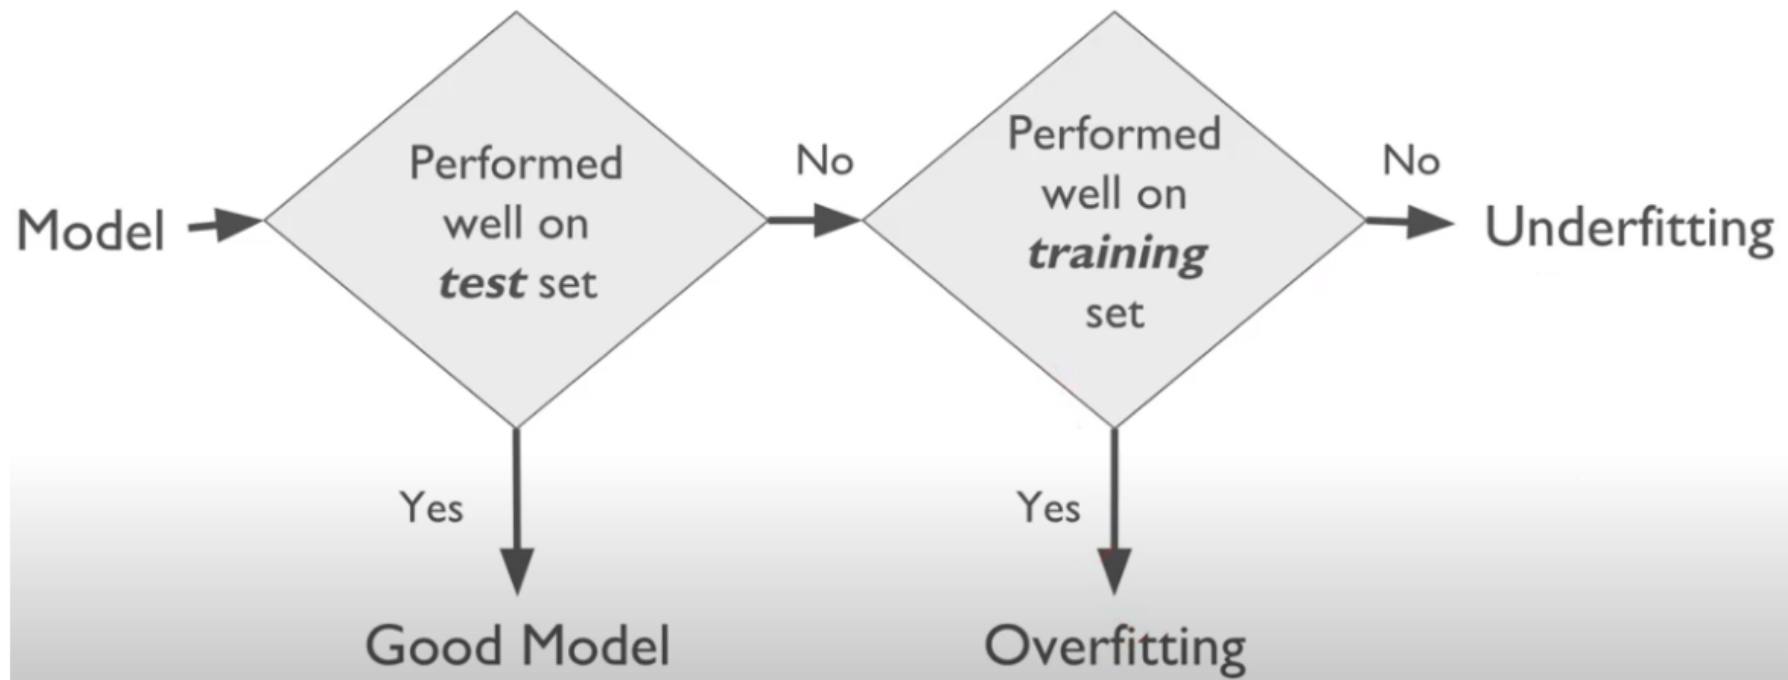 Model
Performed
well on
test set
No
Performed
well on
training
set
No
Underfitting
Yes
Good Model
Yes
Overfitting